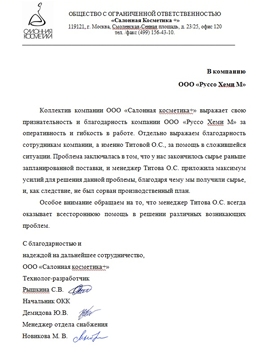 САЛОННАЯ
КОСМЕТИКА
ОБЩЕСТВО С ОГРАНИЧЕННОЙ ОТВЕТСТВЕННОСТЬЮ
«Салонная Косметика +»
119121, г. Москва, Смоленская-Сенная площадь, д. 23/25, офис 120
тел. /факс (499) 156-43-10.
В компанию
ООО «Руссо Хеми М»
Коллектив компании ООО «Салонная косметика+» выражает свою
признательность и благодарность компании ООО «Руссо Хеми М» за
оперативность и гибкость в работе. Отдельно выражаем благодарность
сотрудникам компании, а именно Титовой О.С., за помощь в сложившейся
ситуации. Проблема заключалась в том, что у нас закончилось сырье раньше
запланированной поставки, и менеджер Титова О.С. приложила максимум
усилий для решения данной проблемы, благодаря чему мы получили сырье,
и, как следствие, не был сорван производственный план.
Особое внимание обращаем на то, что менеджер Титова О.С. всегда
оказывает всестороннюю помощь в решении различных возникающих
проблем.
С благодарностью и
надеждой на дальнейшее сотрудничество,
ООО «Салонная косметика+»
Технолог-разработчик
Рышкина С.В.
Начальник ОКК
Демидова Ю.В.
Менеджер отдела снабжения
Новикова М. В.